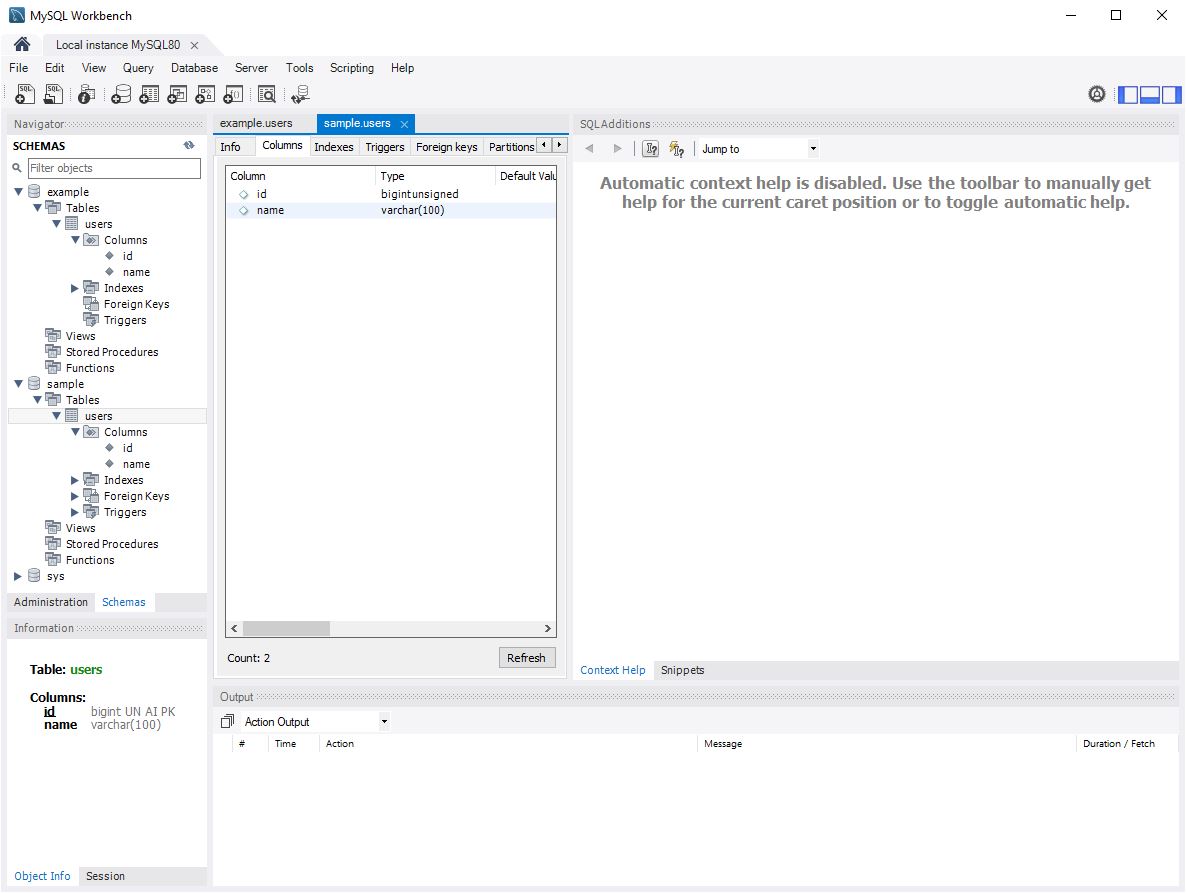 MySQL Workbench
Local instance MySQL80
File Edit View Query Database Server Tools Scripting Help
Navigator
SCHEMAS
Filter objects
example
Tables
users
Columns
id
name
Indexes
Foreign Keys
Triggers
Views
Stored Procedures
Functions
sample
Tables
users
Columns
id
name
Indexes
Foreign Keys
Triggers
Views
Stored Procedures
Functions
sys
Administration Schemas
Information
Table: users
Columns:
id bigint UN AI PK
name varchar(100)
Object Info Session
example.users sample.users
Info Columns Indexes Triggers Foreign keys Partitions
Column Type Default Valu
id bigintunsigned
name varchar(100)
Count: 2 Refresh
SQLAdditions
Jump to
Automatic context help is disabled. Use the toolbar to manually get
help for the current caret position or to toggle automatic help.
Context Help Snippets
Output
Action Output
# Time Action Message Duration / Fetch